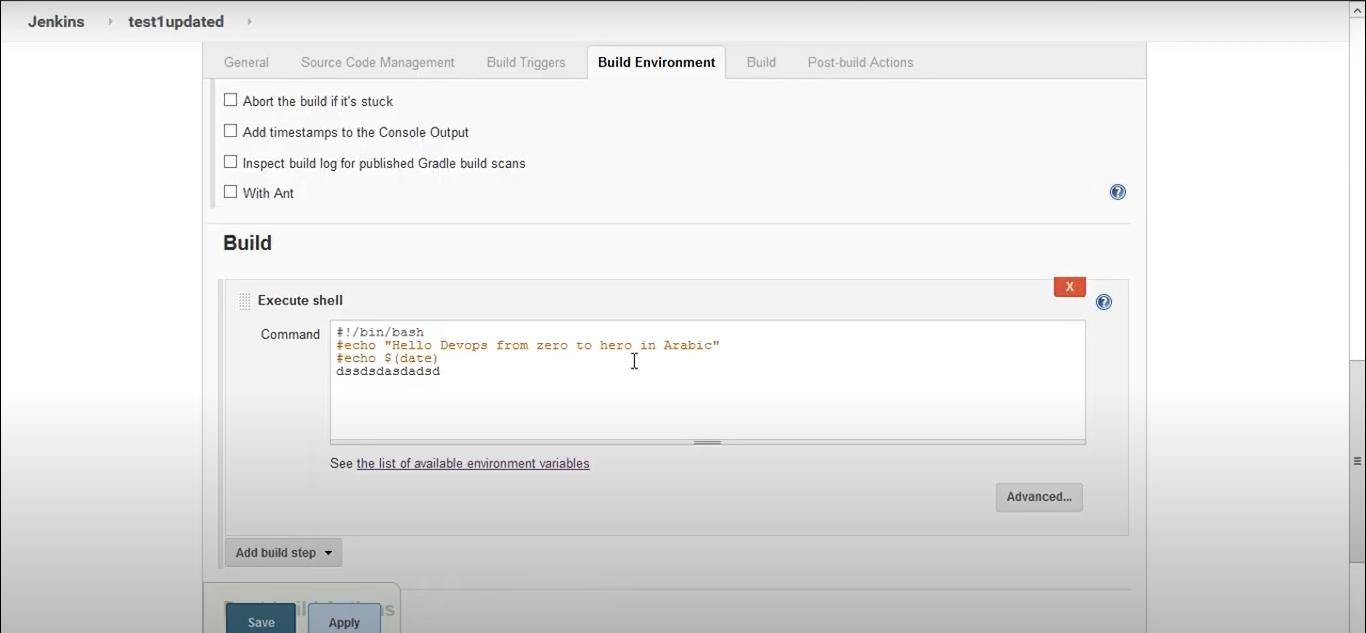 Jenkins test1updated
General Source Code Management Build Triggers Build Environment Build Post-build Actions
Abort the build if it's stuck
Add timestamps to the Console Output
Inspect build log for published Gradle build scans
With Ant
Build
X
Execute shell
Command
#!/bin/bash
#echo "Hello Devops from zero to hero in Arabic"
#echo $(date)
dssdsdasdadsd
See the list of available environment variables
Advanced...
Add build step
Save Apply